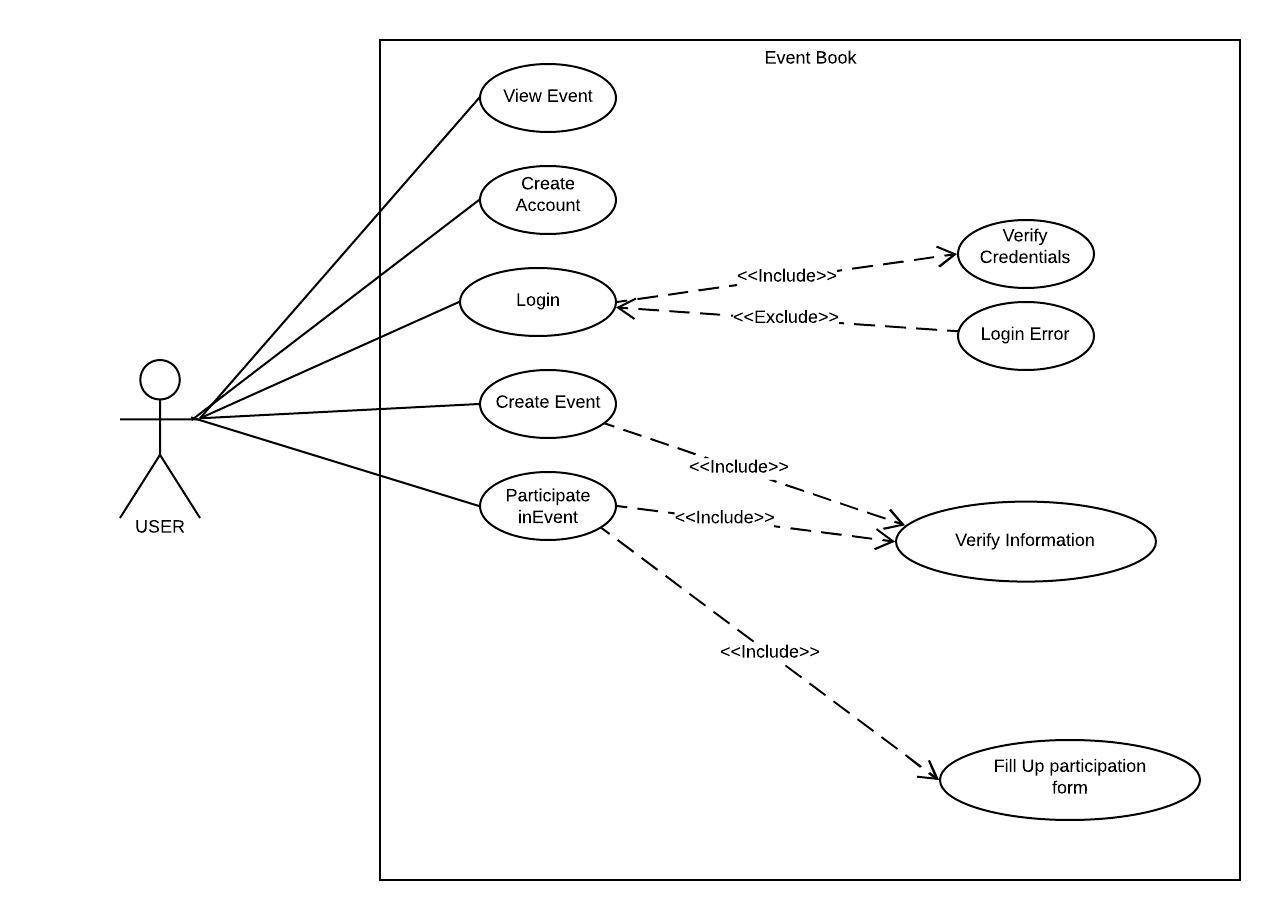 Event Book
View Event
Create
Account
Verify
Credentials
<<Include>>
Login
<<Exclude>>
Login Error
Create Event
<<Include>>
Participate
inEvent
<<Include>>
USER
Verify Information
<<Include>>
Fill Up participation
form